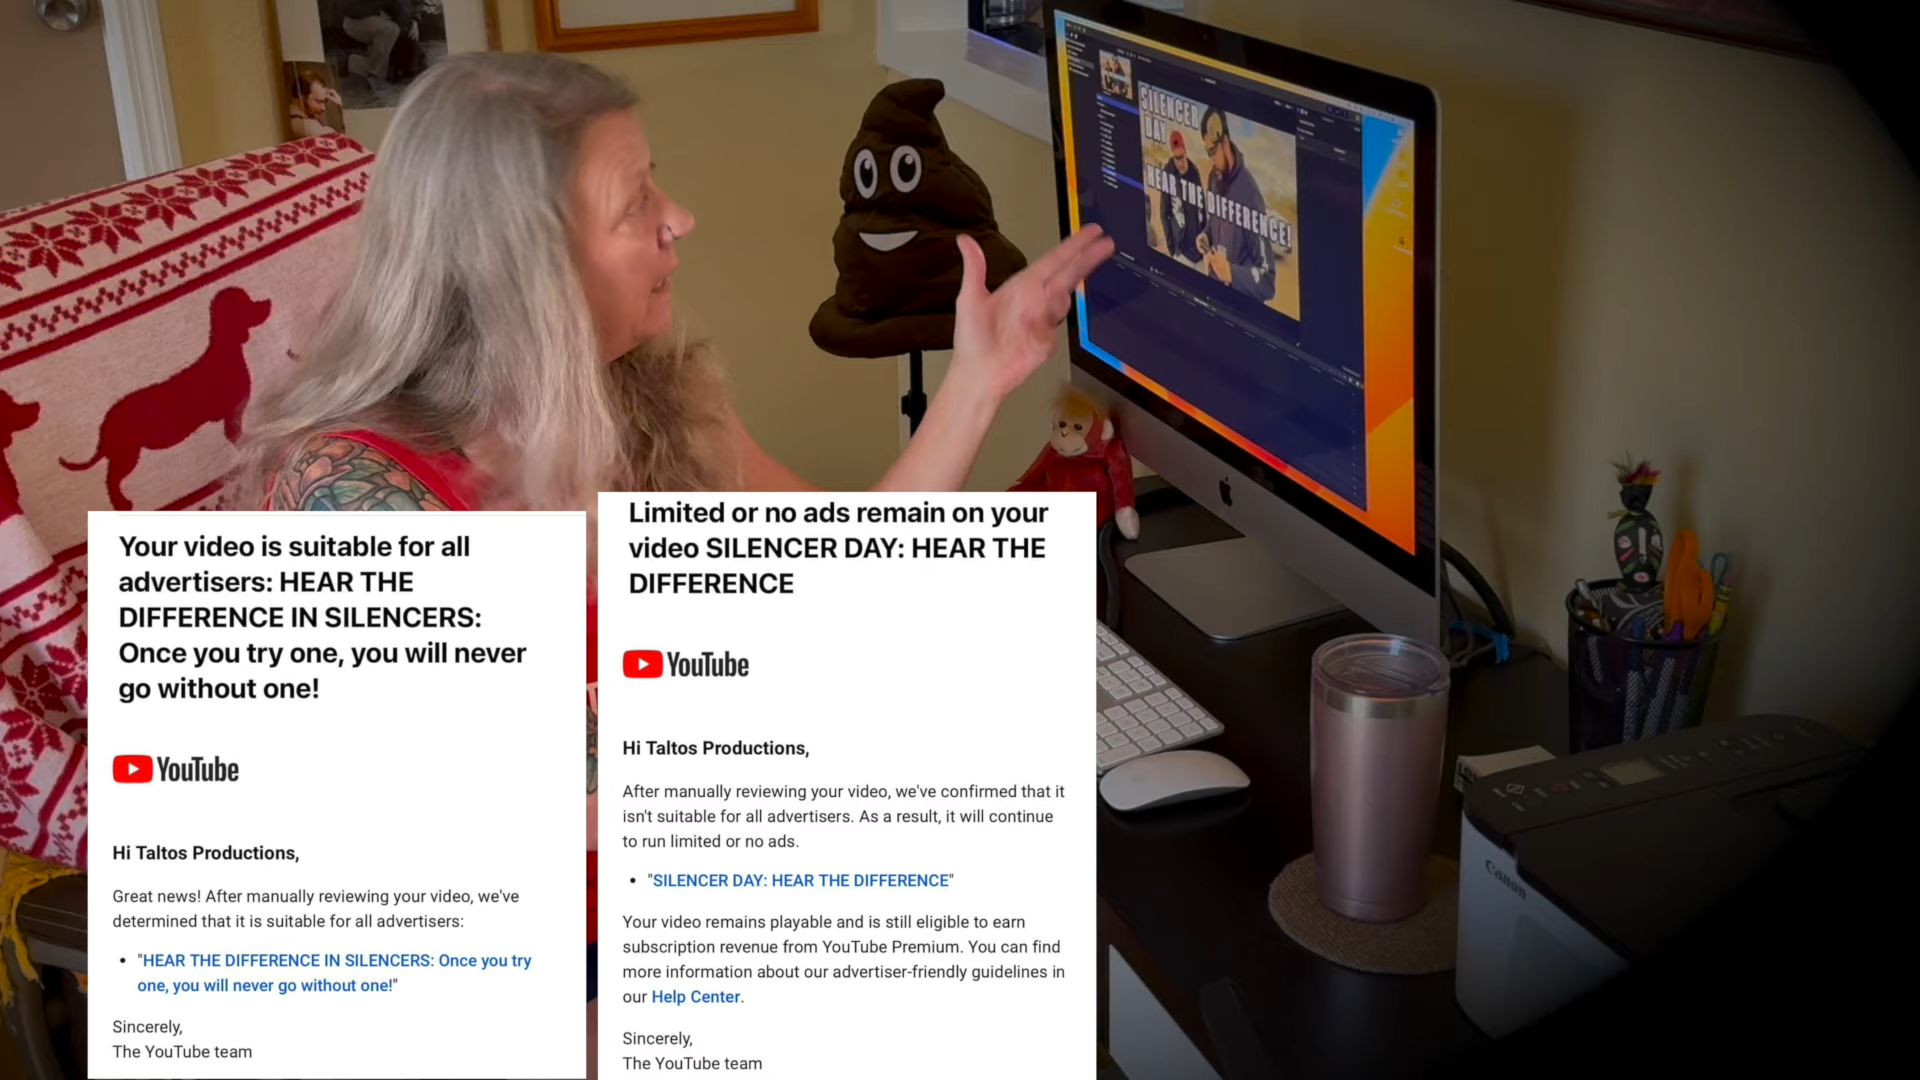 SILENCER
DAY
HEAR THE DIFFERENCE!
Your video is suitable for all
advertisers: HEAR THE
DIFFERENCE IN SILENCERS:
Once you try one, you will never
go without one!
YouTube
Hi Taltos Productions,
Great news! After manually reviewing your video, we've
determined that it is suitable for all advertisers:
• "HEAR THE DIFFERENCE IN SILENCERS: Once you try
one, you will never go without one!"
Sincerely,
The YouTube team
Limited or no ads remain on your
video SILENCER DAY: HEAR THE
DIFFERENCE
YouTube
Hi Taltos Productions,
After manually reviewing your video, we've confirmed that it
isn't suitable for all advertisers. As a result, it will continue
to run limited or no ads.
• "SILENCER DAY: HEAR THE DIFFERENCE"
Your video remains playable and is still eligible to earn
subscription revenue from YouTube Premium. You can find
more information about our advertiser-friendly guidelines in
our Help Center.
Sincerely,
The YouTube team
Canon